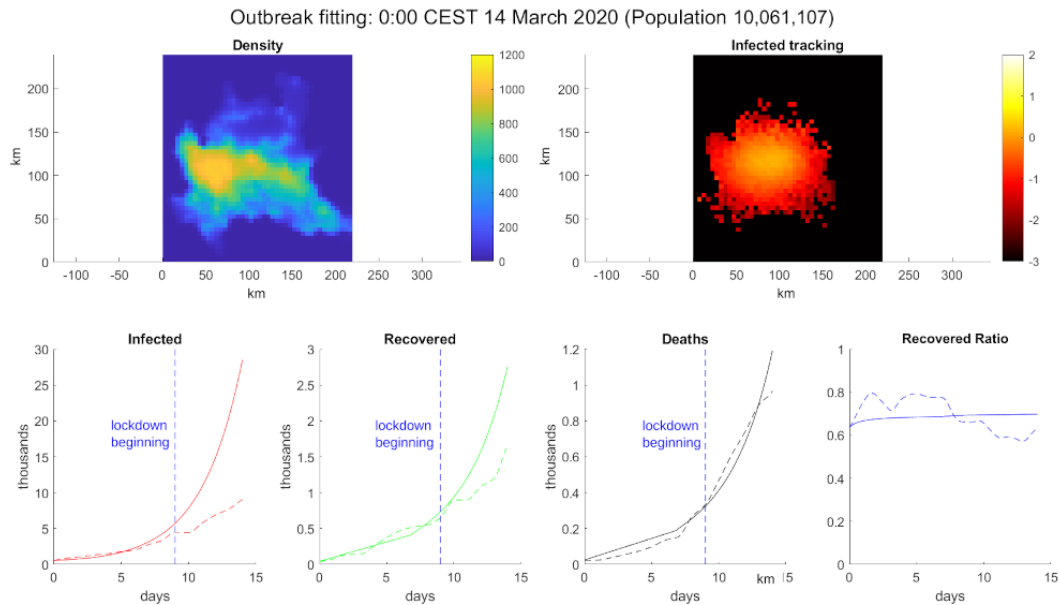 Outbreak fitting: 0:00 CEST 14 March 2020 (Population 10,061,107)
Density
km
200
150
100
50
0
-100 -50 0 50 100 150 200 250 300
km
1200
1000
800
600
400
200
0
Infected tracking
km
200
150
100
50
0
-100 -50 0 50 100 150 200 250 300
km
2
1
0
-1
-2
-3
Infected
thousands
30
25
20
15
10
5
0
lockdown
beginning
0 5 10 15
days
Recovered
thousands
3
2.5
2
1.5
1
0.5
0
lockdown
beginning
0 5 10 15
days
Deaths
thousands
1.2
1
0.8
0.6
0.4
0.2
0
lockdown
beginning
km
0 5 10 15
days
Recovered Ratio
1
0.8
0.6
0.4
0.2
0
0 5 10 15
days